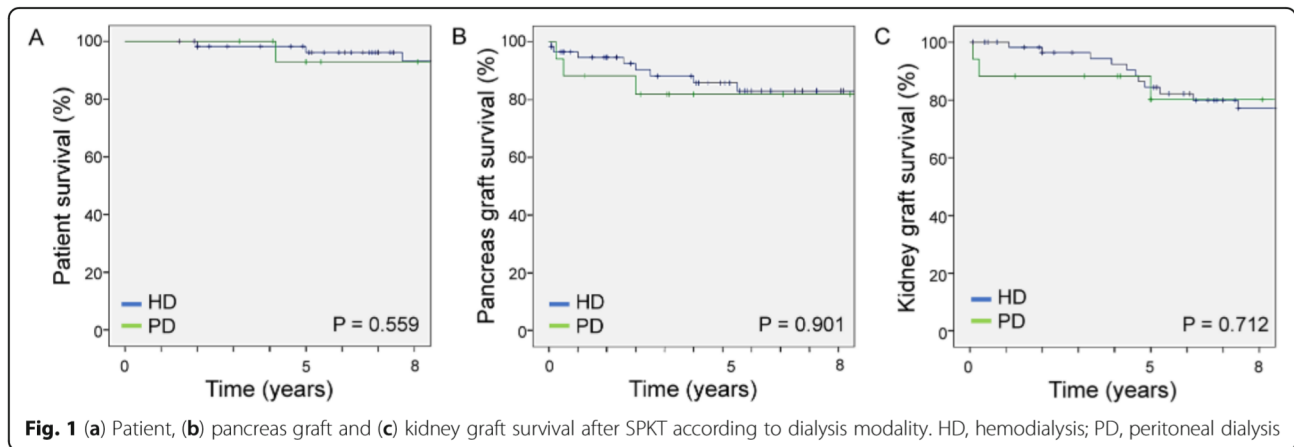 A
Patient survival (%)
100
80
60
40
20
0
HD
PD
P = 0.559
0 5 8
Time (years)
B
Pancreas graft survival (%)
100
80
60
40
20
0
HD
PD
P = 0.901
0 5 8
Time (years)
C
Kidney graft survival (%)
100
80
60
40
20
0
HD
PD
P = 0.712
0 5 8
Time (years)
Fig. 1 (a) Patient, (b) pancreas graft and (c) kidney graft survival after SPKT according to dialysis modality. HD, hemodialysis; PD, peritoneal dialysis